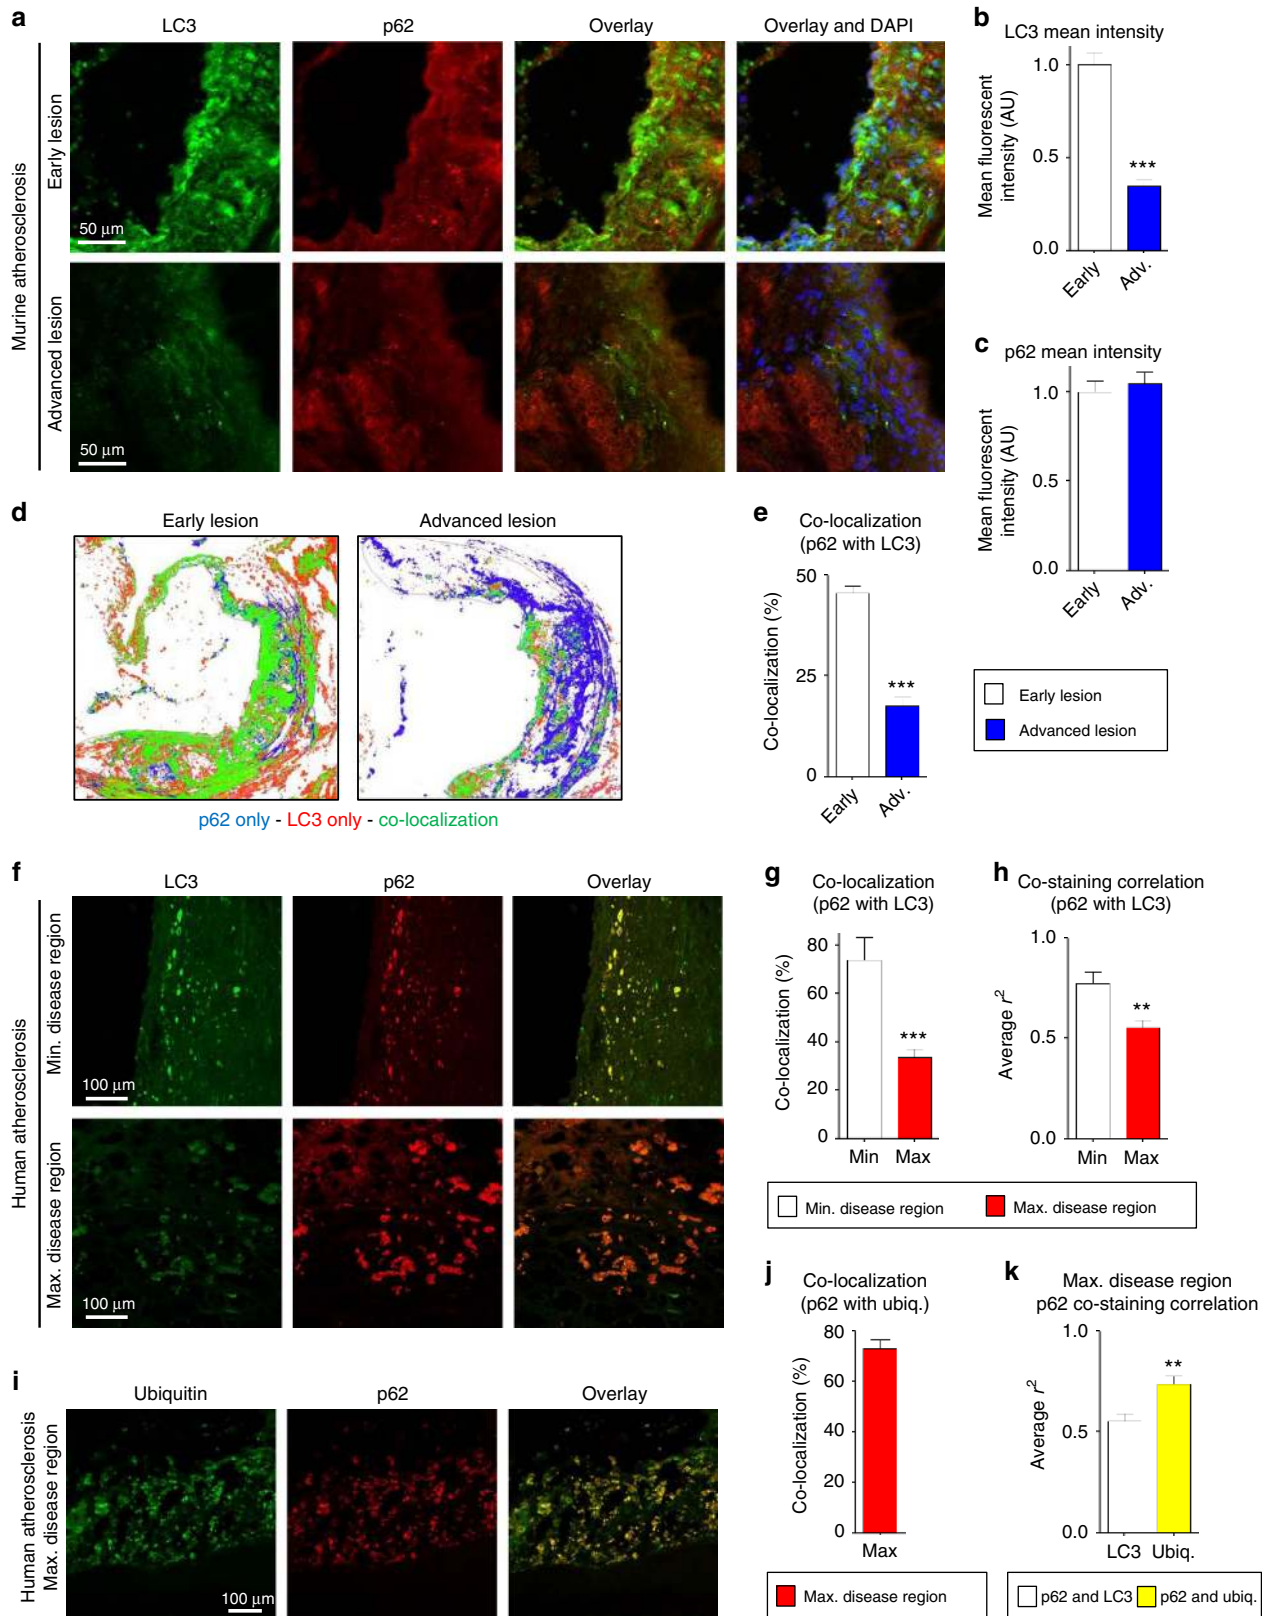 a
LC3
p62
Overlay
Overlay and DAPI
Murine atherosclerosis
Early lesion
50 μm
Advanced lesion
50 μm
b
LC3 mean intensity
Mean fluorescent
intensity (AU)
1.0
0.5
0.0
***
Early
Adv.
c
p62 mean intensity
Mean fluorescent
intensity (AU)
1.0
0.5
0.0
Early
Adv.
Early lesion
Advanced lesion
d
Early lesion
Advanced lesion
p62 only - LC3 only - co-localization
e
Co-localization
(p62 with LC3)
Co-localization (%)
50
25
0
***
Early
Adv.
f
LC3
p62
Overlay
Human atherosclerosis
Min. disease region
100 μm
Max. disease region
100 μm
g
Co-localization
(p62 with LC3)
Co-localization (%)
80
60
40
20
0
***
Min
Max
h
Co-staining correlation
(p62 with LC3)
Average r²
1.0
0.5
0.0
**
Min
Max
Min. disease region
Max. disease region
i
Ubiquitin
p62
Overlay
Human atherosclerosis
Max. disease region
100 μm
j
Co-localization
(p62 with ubiq.)
Co-localization (%)
80
60
40
20
0
Max
Max. disease region
k
Max. disease region
p62 co-staining correlation
Average r²
1.0
0.5
0.0
**
LC3
Ubiq.
p62 and LC3
p62 and ubiq.